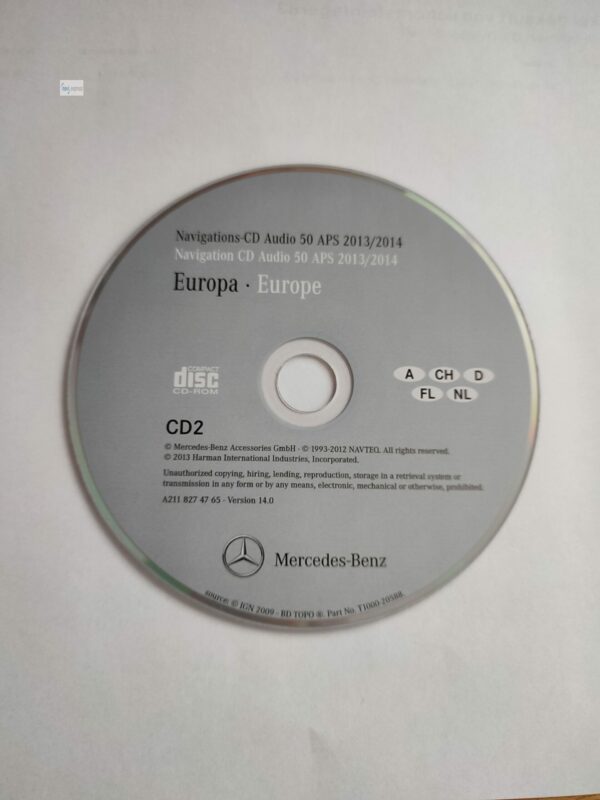 Navigations-CD Audio 50 APS 2013/2014
Navigation CD Audio 50 APS 2013/2014
Europa · Europe
COMPACT
disc
CD-ROM
A CH D
FL NL
CD2
© Mercedes-Benz Accessories GmbH · © 1993-2012 NAVTEQ. All rights reserved.
© 2013 Harman International Industries, Incorporated.
Unauthorized copying, hiring, lending, reproduction, storage in a retrieval system or
transmission in any form or by any means, electronic, mechanical or otherwise, prohibited.
A211 827 47 65 - Version 14.0
Mercedes-Benz
source: © IGN 2009 - BD TOPO ®. Part No. T1000-20588